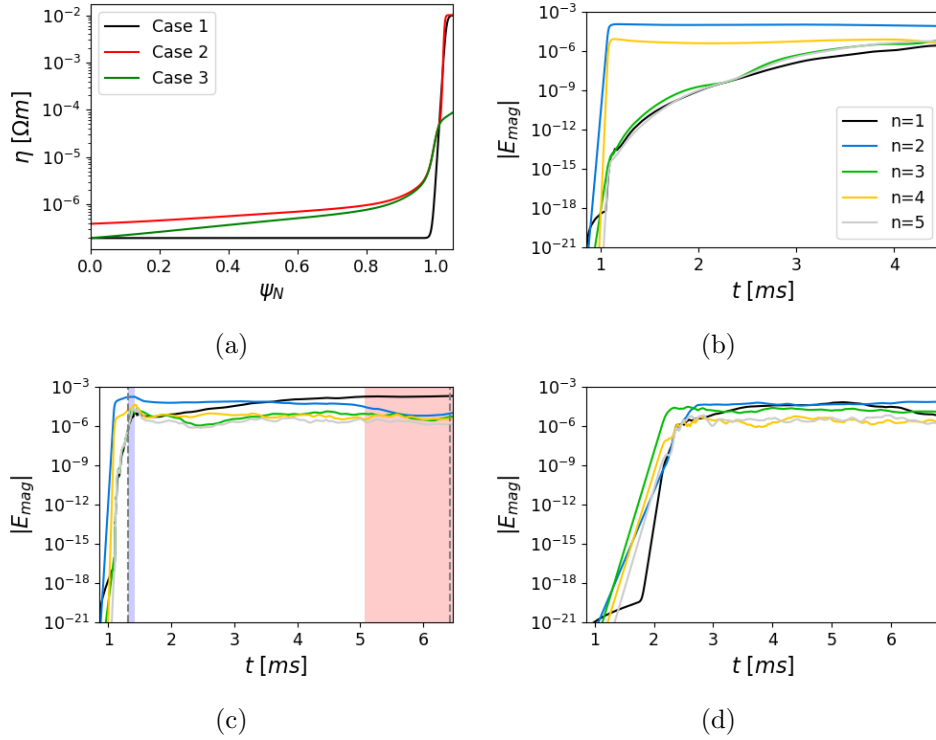 10⁻²
10⁻³
10⁻⁴
10⁻⁵
10⁻⁶
η [Ωm]
Case 1
Case 2
Case 3
0.0 0.2 0.4 0.6 0.8 1.0
ψ_N
(a)
10⁻³
10⁻⁶
10⁻⁹
10⁻¹²
10⁻¹⁵
10⁻¹⁸
10⁻²¹
|E_mag|
n=1
n=2
n=3
n=4
n=5
1 2 3 4
t [ms]
(b)
10⁻³
10⁻⁶
10⁻⁹
10⁻¹²
10⁻¹⁵
10⁻¹⁸
10⁻²¹
|E_mag|
1 2 3 4 5 6
t [ms]
(c)
10⁻³
10⁻⁶
10⁻⁹
10⁻¹²
10⁻¹⁵
10⁻¹⁸
10⁻²¹
|E_mag|
1 2 3 4 5 6
t [ms]
(d)